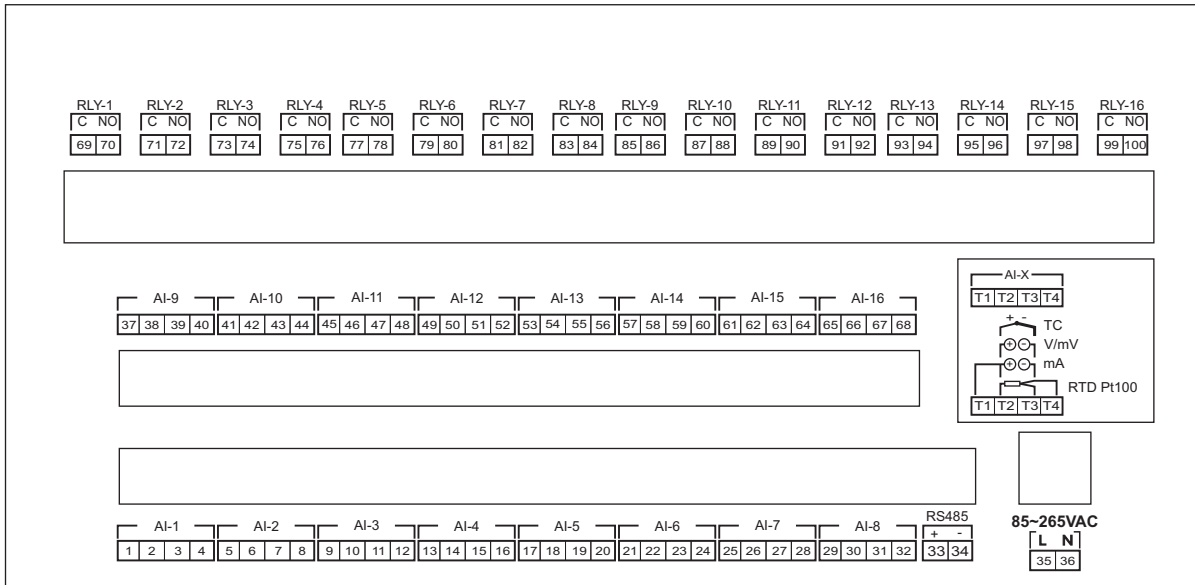 RLY-1 RLY-2 RLY-3 RLY-4 RLY-5 RLY-6 RLY-7 RLY-8 RLY-9 RLY-10 RLY-11 RLY-12 RLY-13 RLY-14 RLY-15 RLY-16
C NO C NO C NO C NO C NO C NO C NO C NO C NO C NO C NO C NO C NO C NO C NO C NO
69 70 71 72 73 74 75 76 77 78 79 80 81 82 83 84 85 86 87 88 89 90 91 92 93 94 95 96 97 98 99 100
AI-9 AI-10 AI-11 AI-12 AI-13 AI-14 AI-15 AI-16
37 38 39 40 41 42 43 44 45 46 47 48 49 50 51 52 53 54 55 56 57 58 59 60 61 62 63 64 65 66 67 68
AI-X
T1 T2 T3 T4
+ - TC
+ - V/mV
+ - mA
RTD Pt100
T1 T2 T3 T4
AI-1 AI-2 AI-3 AI-4 AI-5 AI-6 AI-7 AI-8 RS485
+ -
1 2 3 4 5 6 7 8 9 10 11 12 13 14 15 16 17 18 19 20 21 22 23 24 25 26 27 28 29 30 31 32 33 34
85~265VAC
L N
35 36